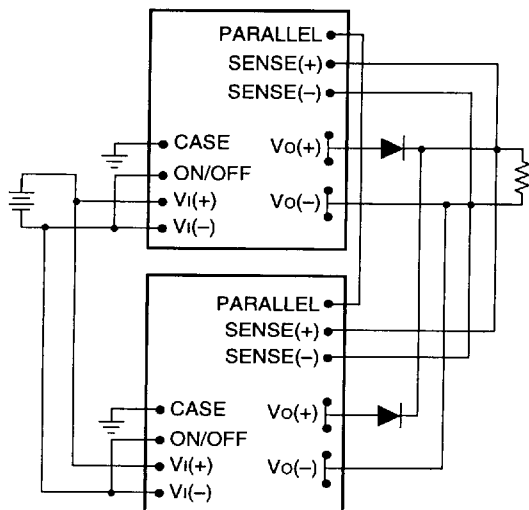 PARALLEL
SENSE(+)
SENSE(–)
CASE
VO(+)
ON/OFF
VI(+)
VO(–)
VI(–)
PARALLEL
SENSE(+)
SENSE(–)
CASE
VO(+)
ON/OFF
VI(+)
VO(–)
VI(–)